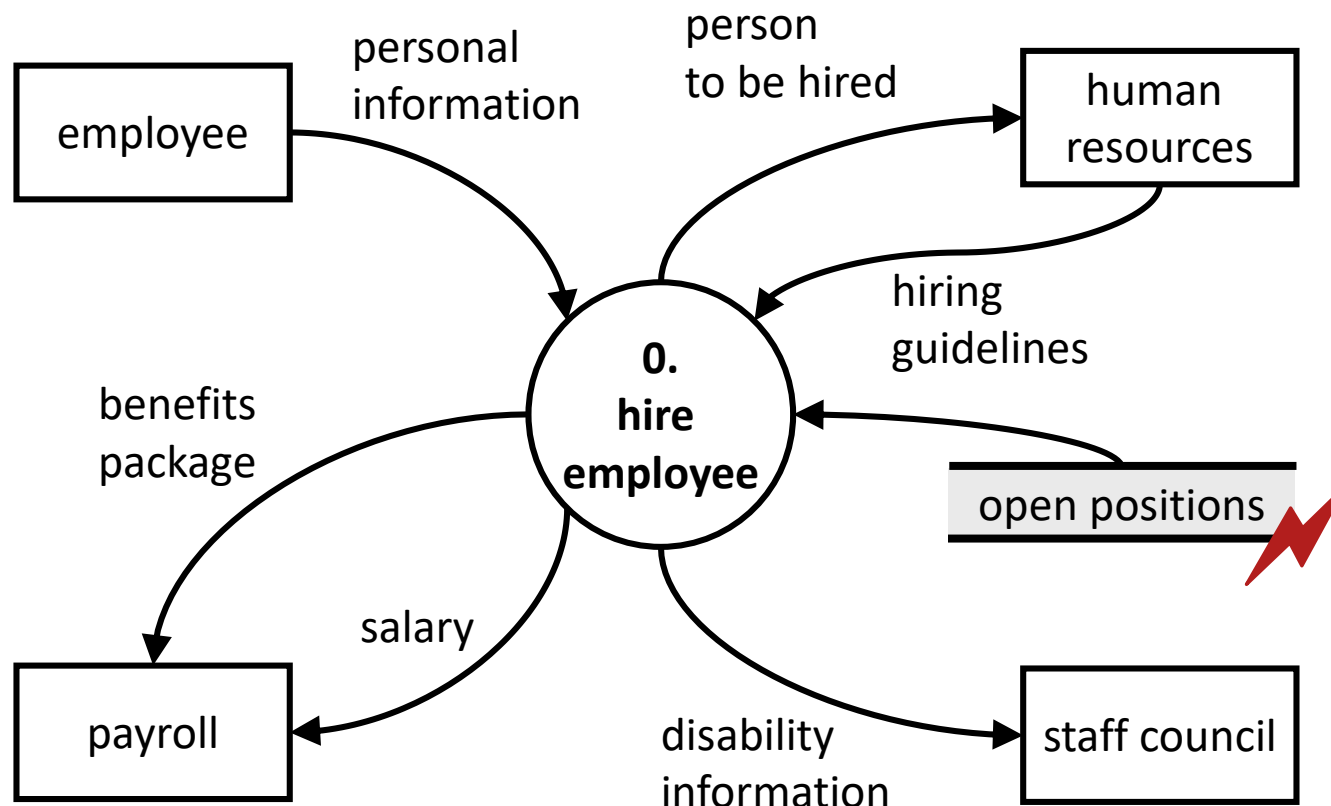 employee
personal
information
person
to be hired
human
resources
hiring
guidelines
0.
hire
employee
benefits
package
open positions
salary
payroll
disability
information
staff council